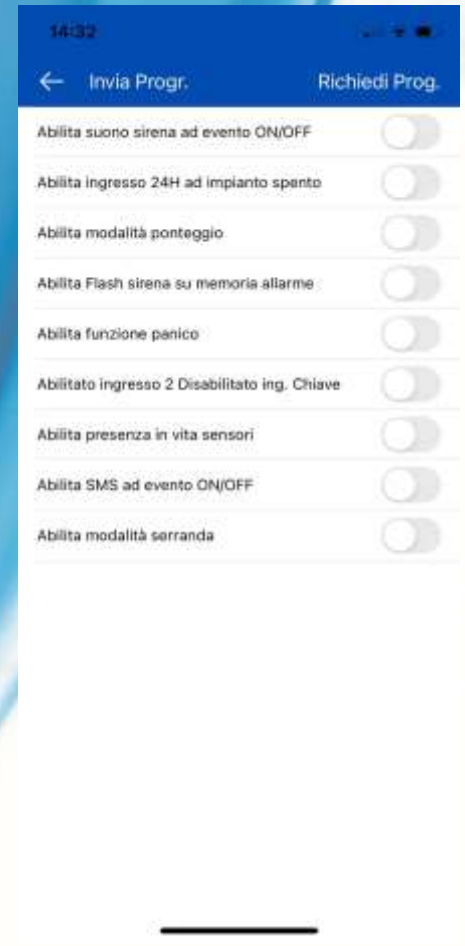 14:32
Invia Progr. Richiedi Prog.
Abilita suono sirena ad evento ON/OFF
Abilita ingresso 24H ad impianto spento
Abilita modalità ponteggio
Abilita Flash sirena su memoria allarme
Abilita funzione panico
Abilitato ingresso 2 Disabilitato ing. Chiave
Abilita presenza in vita sensori
Abilita SMS ad evento ON/OFF
Abilita modalità serranda